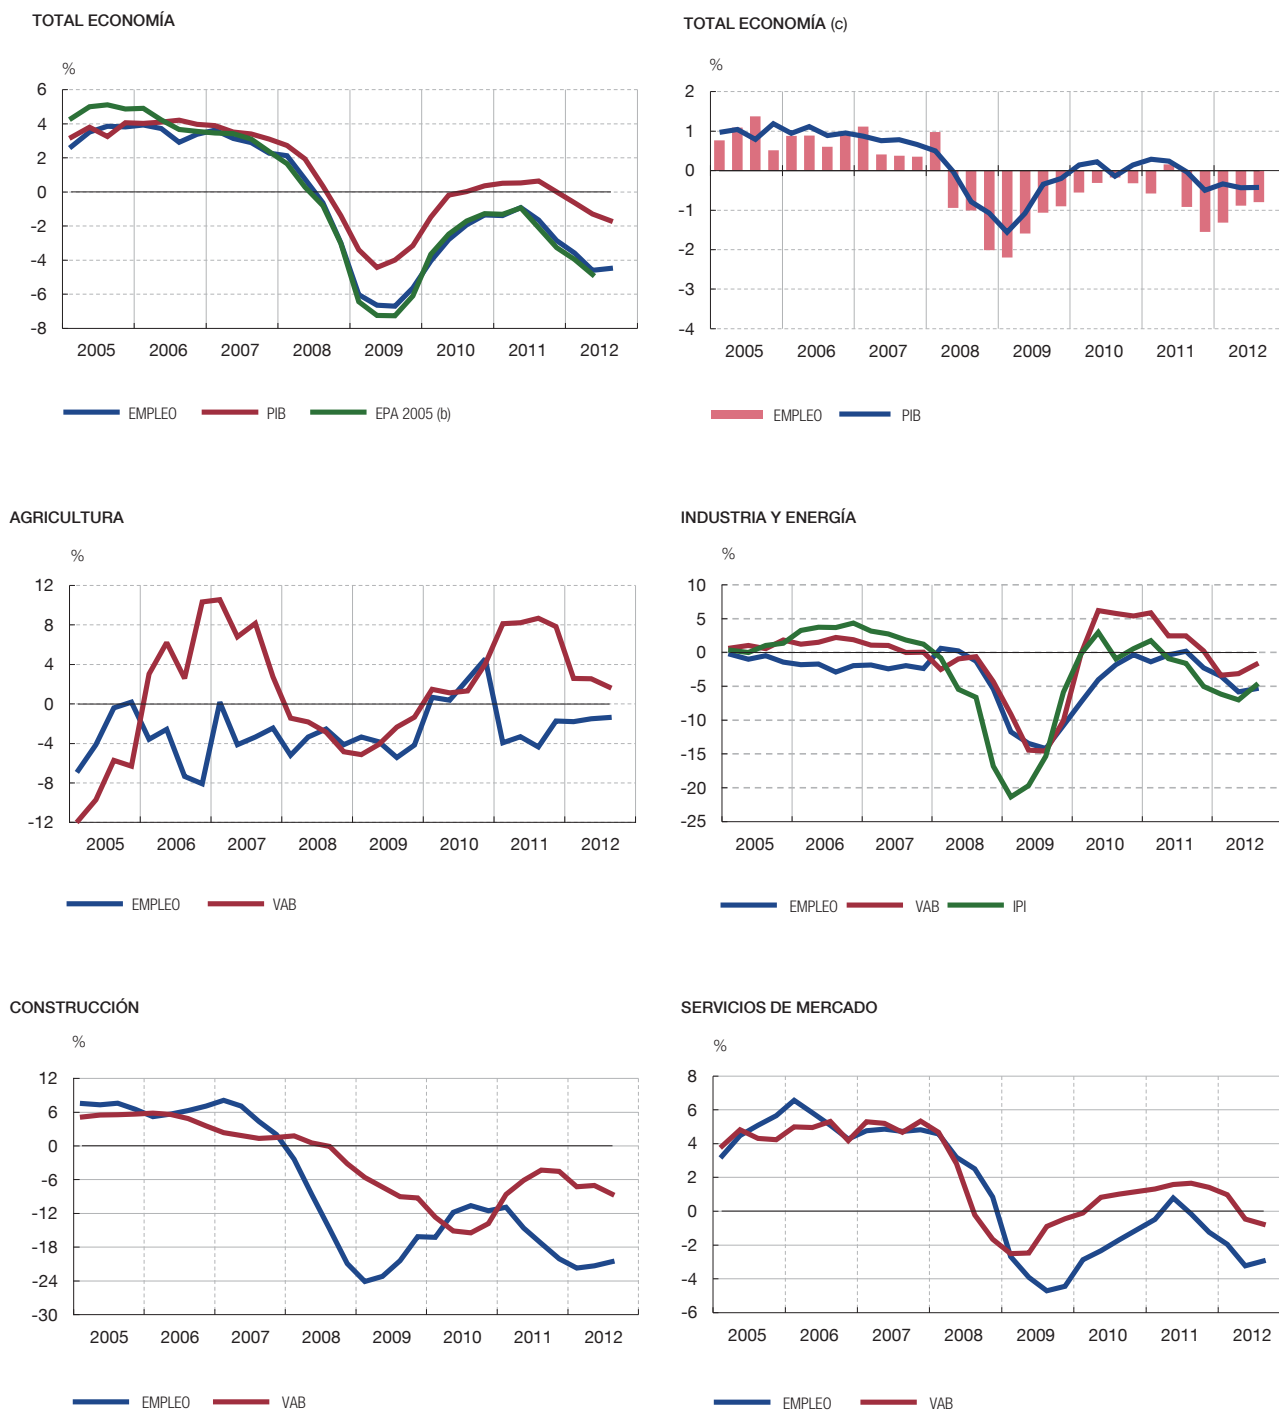 TOTAL ECONOMÍA
%
6
4
2
0
-2
-4
-6
-8
2005 2006 2007 2008 2009 2010 2011 2012
EMPLEO PIB EPA 2005 (b)
TOTAL ECONOMÍA (c)
%
2
1
0
-1
-2
-3
-4
2005 2006 2007 2008 2009 2010 2011 2012
EMPLEO PIB
AGRICULTURA
%
12
8
4
0
-4
-8
-12
2005 2006 2007 2008 2009 2010 2011 2012
EMPLEO VAB
INDUSTRIA Y ENERGÍA
%
10
5
0
-5
-10
-15
-20
-25
2005 2006 2007 2008 2009 2010 2011 2012
EMPLEO VAB IPI
CONSTRUCCIÓN
%
12
6
0
-6
-12
-18
-24
-30
2005 2006 2007 2008 2009 2010 2011 2012
EMPLEO VAB
SERVICIOS DE MERCADO
%
8
6
4
2
0
-2
-4
-6
2005 2006 2007 2008 2009 2010 2011 2012
EMPLEO VAB